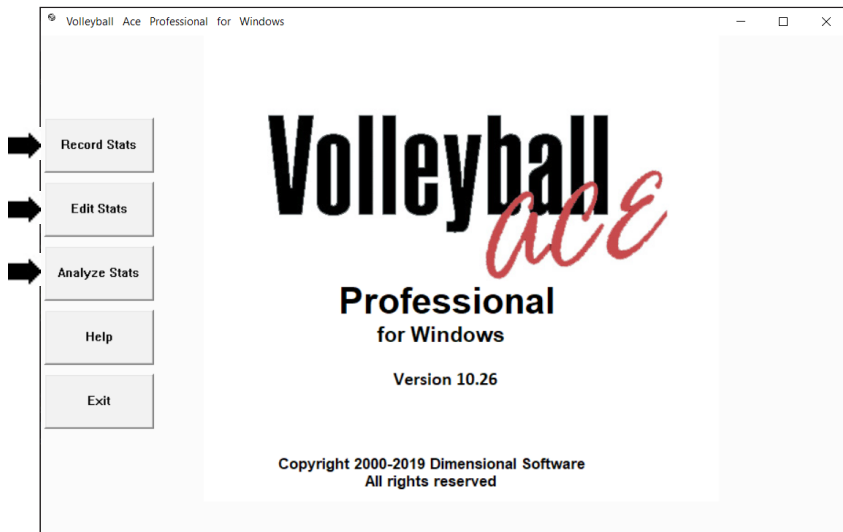 Volleyball Ace Professional for Windows
Record Stats
Edit Stats
Analyze Stats
Help
Exit
Volleyball
ace
Professional
for Windows
Version 10.26
Copyright 2000-2019 Dimensional Software
All rights reserved